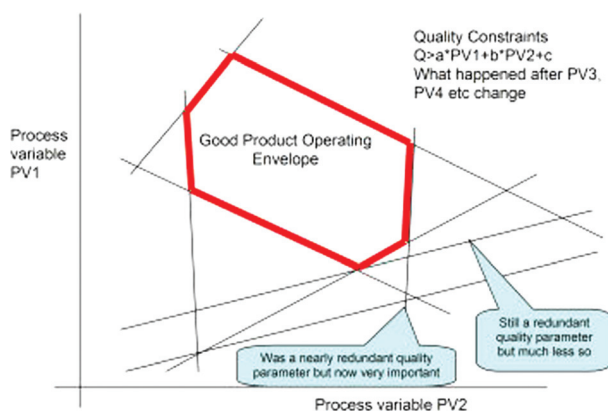 Quality Constraints
Q>a*PV1+b*PV2+c
What happened after PV3,
PV4 etc change
Process
variable
PV1
Good Product Operating
Envelope
Still a redundant
quality parameter
but much less so
Was a nearly redundant quality
parameter but now very important
Process variable PV2